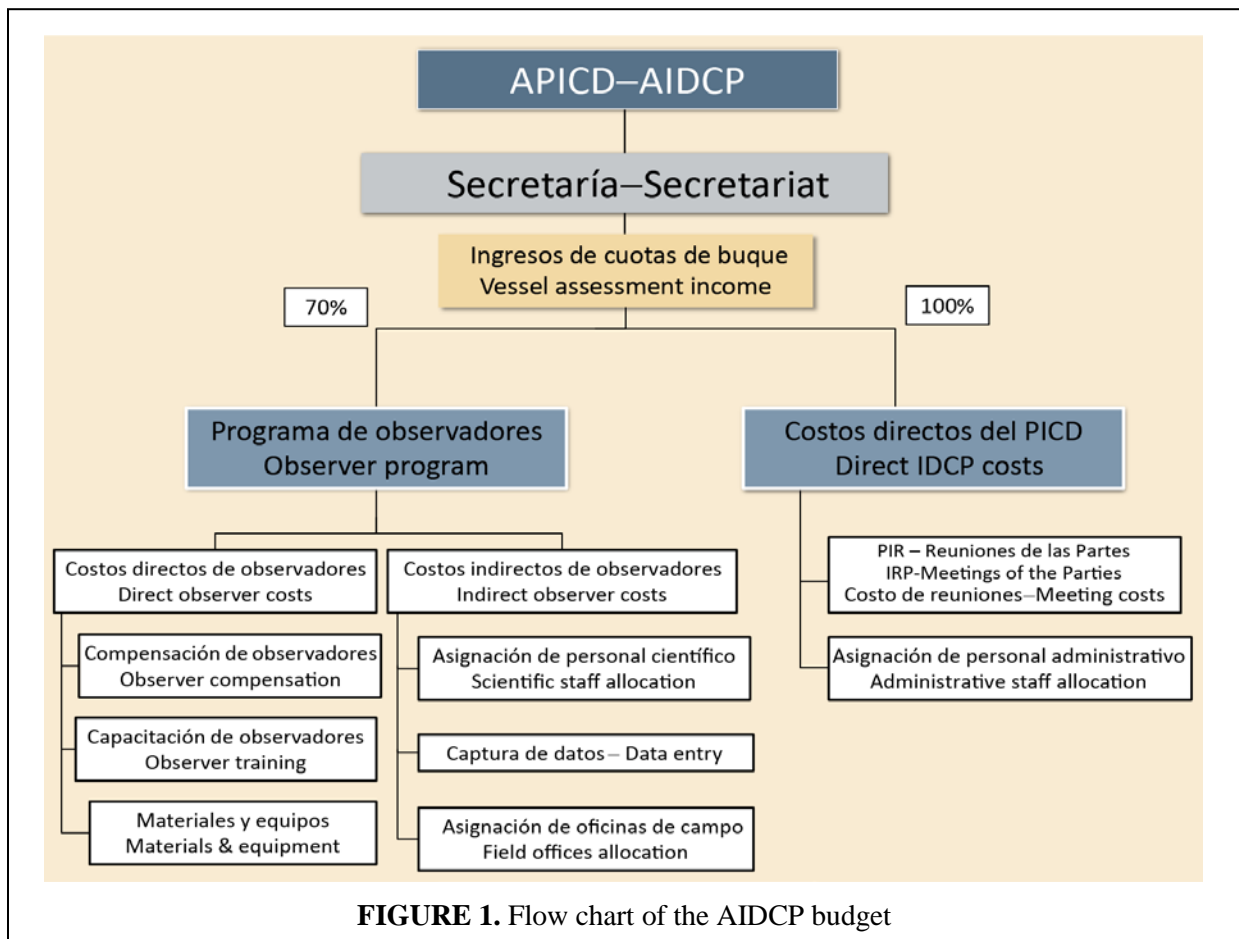 APICD–AIDCP
Secretaría–Secretariat
Ingresos de cuotas de buque
Vessel assessment income
70%
100%
Programa de observadores
Observer program
Costos directos del PICD
Direct IDCP costs
Costos directos de observadores
Direct observer costs
Costos indirectos de observadores
Indirect observer costs
PIR – Reuniones de las Partes
IRP-Meetings of the Parties
Costo de reuniones–Meeting costs
Compensación de observadores
Observer compensation
Asignación de personal científico
Scientific staff allocation
Asignación de personal administrativo
Administrative staff allocation
Capacitación de observadores
Observer training
Captura de datos – Data entry
Materiales y equipos
Materials & equipment
Asignación de oficinas de campo
Field offices allocation
FIGURE 1. Flow chart of the AIDCP budget